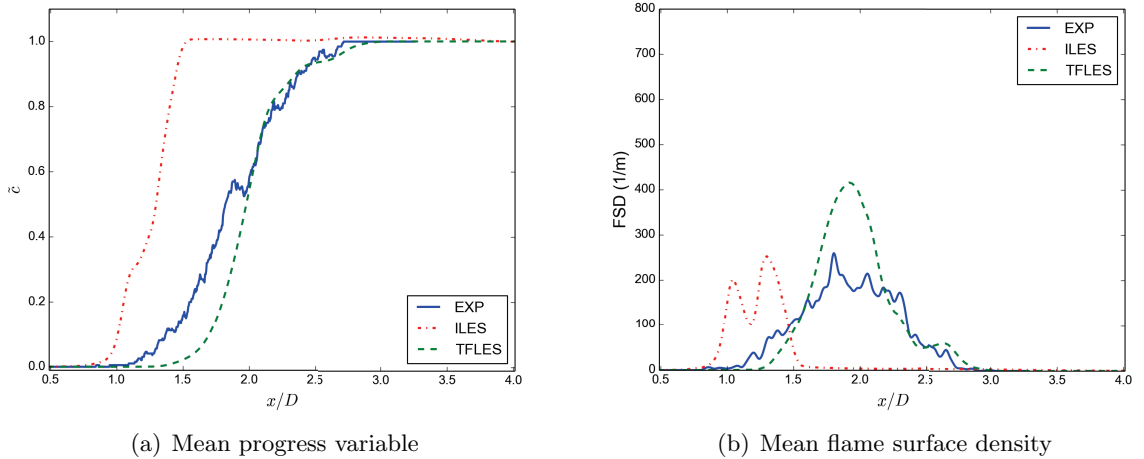 1.0
0.8
0.6
0.4
0.2
0.0
c̃
0.5 1.0 1.5 2.0 2.5 3.0 3.5 4.0
x/D
EXP
ILES
TFLES
(a) Mean progress variable
800
700
600
500
400
300
200
100
0
FSD (1/m)
0.5 1.0 1.5 2.0 2.5 3.0 3.5 4.0
x/D
EXP
ILES
TFLES
(b) Mean flame surface density